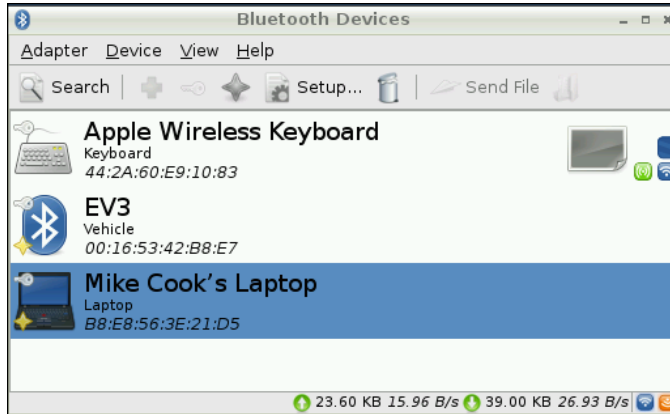 Bluetooth Devices
Adapter Device View Help
Search Setup... Send File
Apple Wireless Keyboard
Keyboard
44:2A:60:E9:10:83
EV3
Vehicle
00:16:53:42:B8:E7
Mike Cook's Laptop
Laptop
B8:E8:56:3E:21:D5
23.60 KB 15.96 B/s 39.00 KB 26.93 B/s